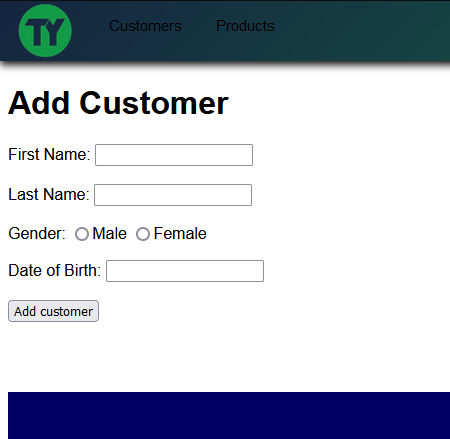 TY Customers Products
Add Customer
First Name:
Last Name:
Gender: Male Female
Date of Birth:
Add customer